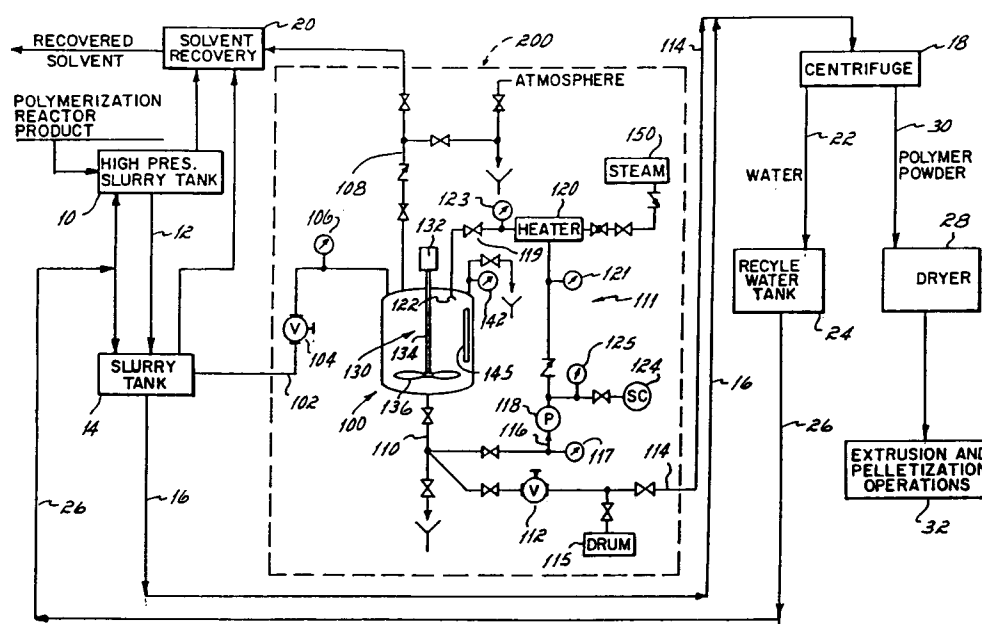 RECOVERED
SOLVENT
20
SOLVENT
RECOVERY
200
ATMOSPHERE
POLYMERIZATION
REACTOR
PRODUCT
HIGH PRES.
SLURRY TANK
10
12
108
106
132
123
120
HEATER
150
STEAM
119
121
111
122
142
V
104
130
134
145
136
100
102
SLURRY
TANK
14
16
26
110
125
124
SC
118
P
116
117
V
112
114
115
DRUM
114
16
18
CENTRIFUGE
22
30
WATER
POLYMER
POWDER
RECYLE
WATER
TANK
24
28
DRYER
26
EXTRUSION AND
PELLETIZATION
OPERATIONS
32